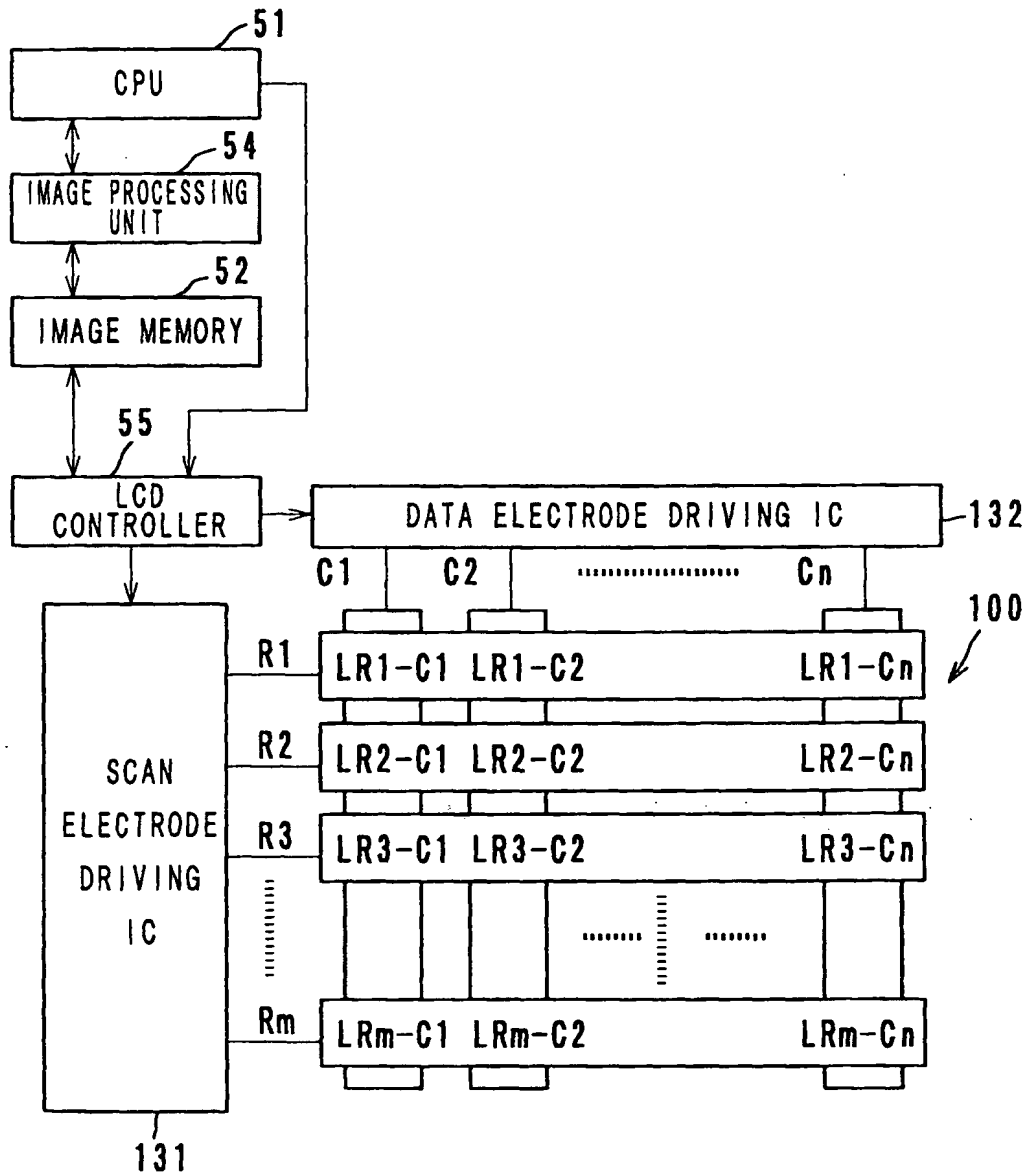 51
CPU
54
IMAGE PROCESSING
UNIT
52
IMAGE MEMORY
55
LCD
CONTROLLER
DATA ELECTRODE DRIVING IC
132
C1 C2 Cn
100
R1
LR1-C1 LR1-C2 LR1-Cn
R2
LR2-C1 LR2-C2 LR2-Cn
SCAN
ELECTRODE
DRIVING
IC
R3
LR3-C1 LR3-C2 LR3-Cn
Rm
LRm-C1 LRm-C2 LRm-Cn
131